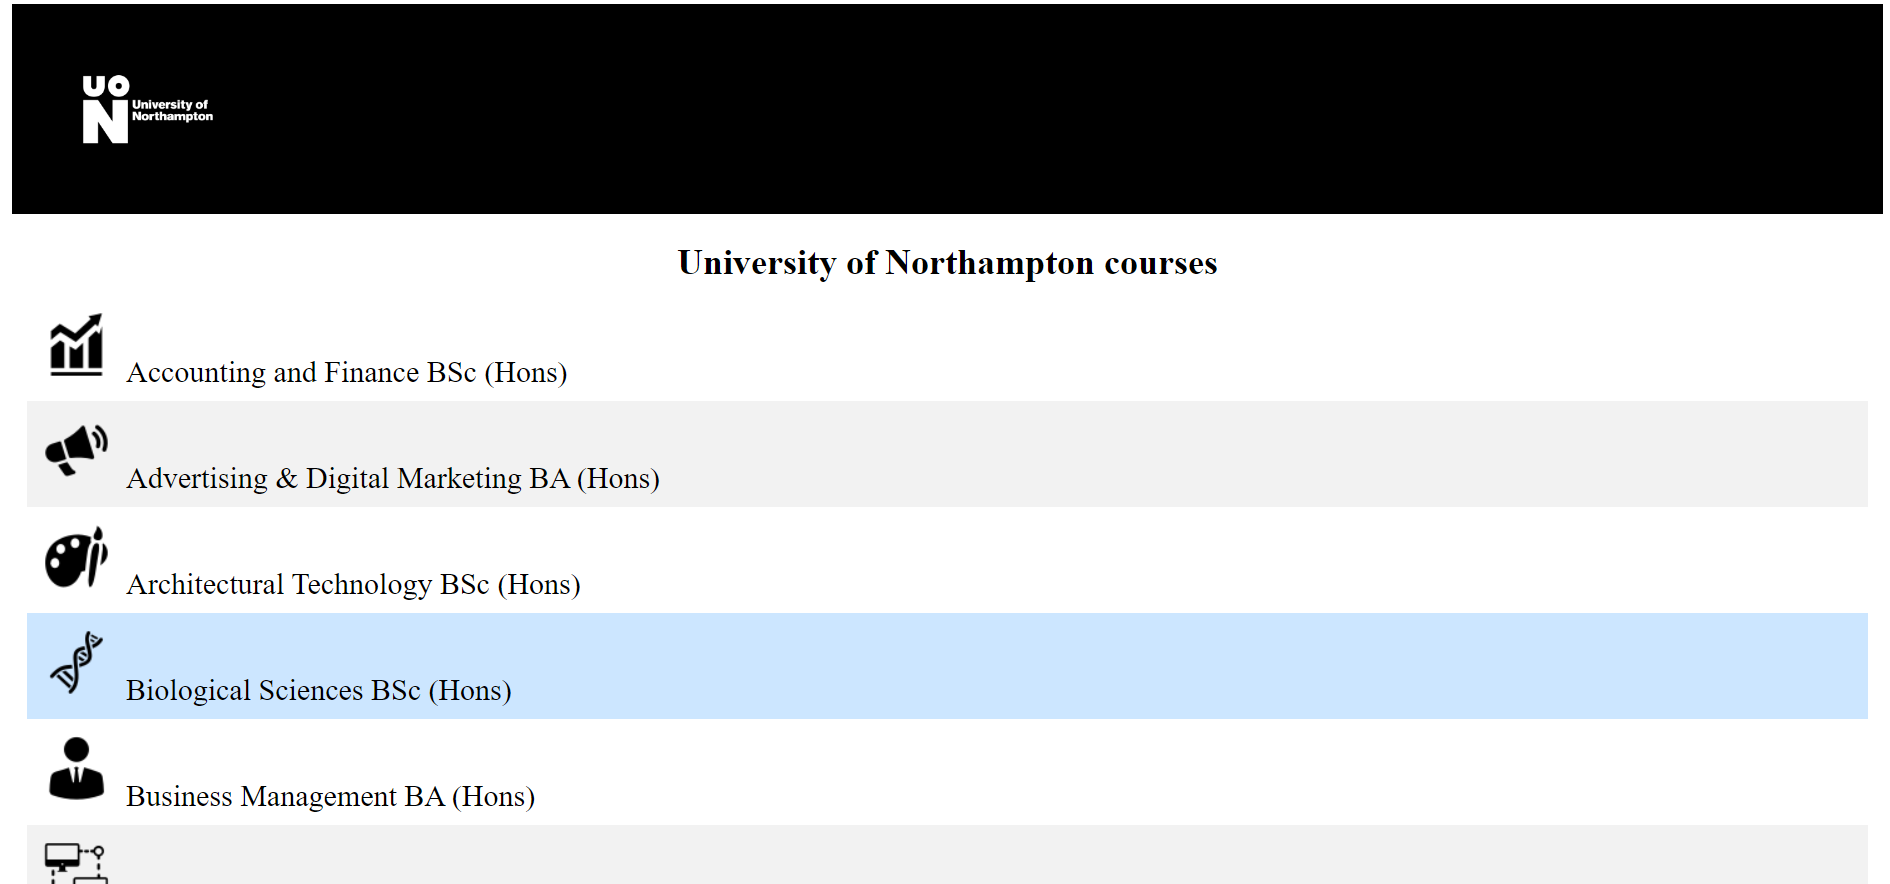 UON
University of
Northampton
University of Northampton courses
Accounting and Finance BSc (Hons)
Advertising & Digital Marketing BA (Hons)
Architectural Technology BSc (Hons)
Biological Sciences BSc (Hons)
Business Management BA (Hons)